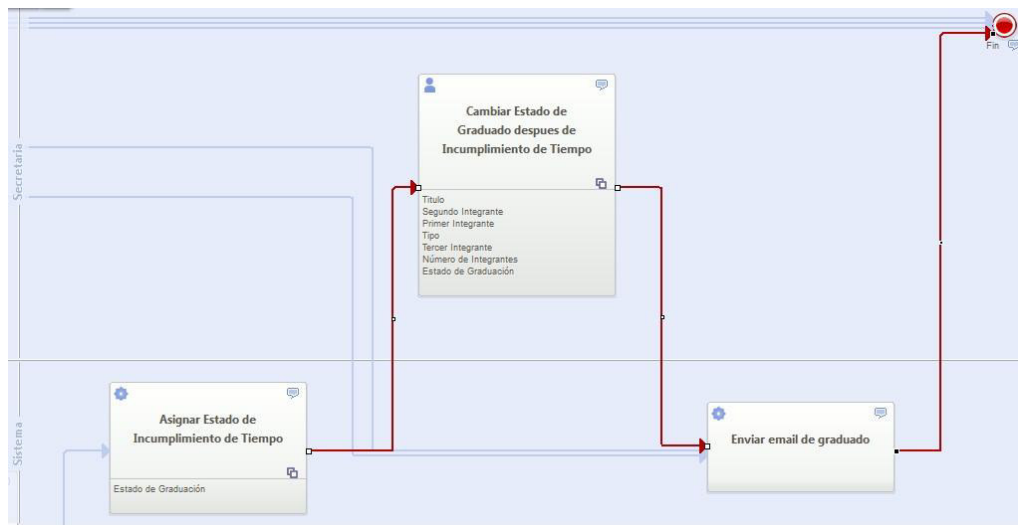 Fin
Secretaria
Cambiar Estado de
Graduado despues de
Incumplimiento de Tiempo
Titulo
Segundo Integrante
Primer Integrante
Tipo
Tercer Integrante
Número de Integrantes
Estado de Graduación
Sistema
Asignar Estado de
Incumplimiento de Tiempo
Estado de Graduación
Enviar email de graduado